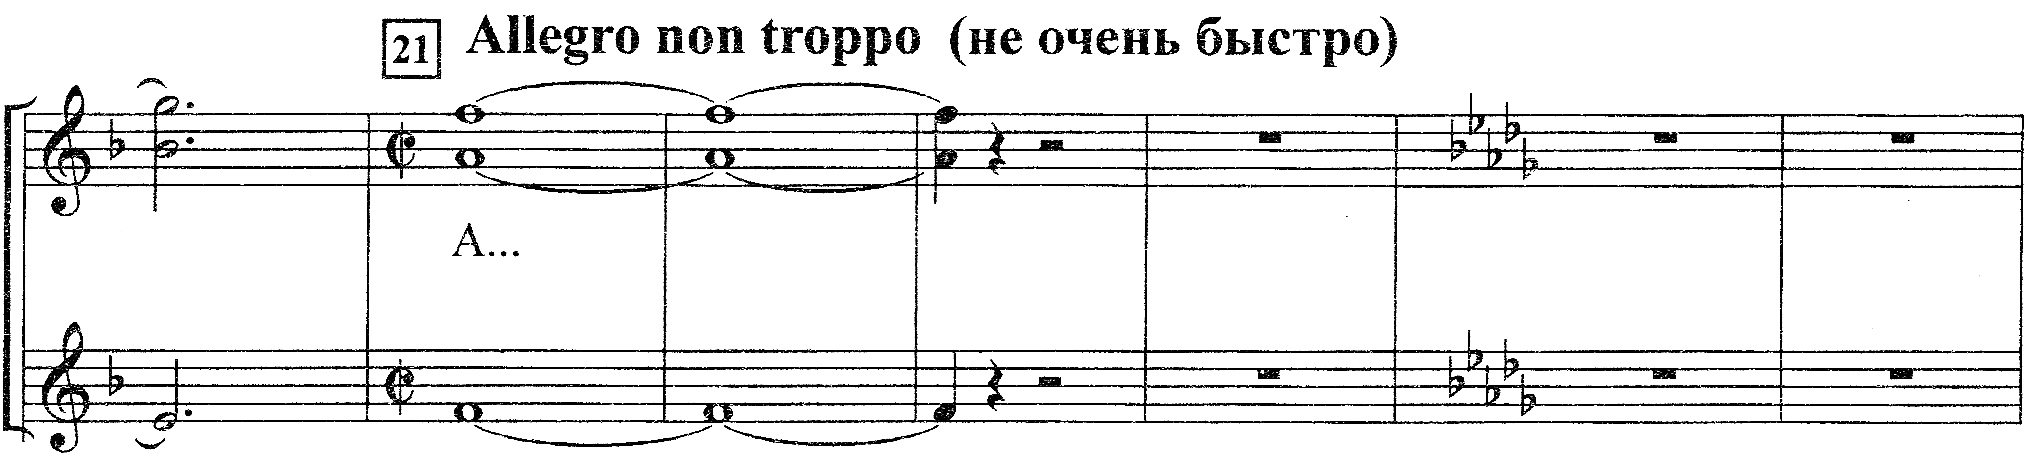 21 Allegro non troppo (не очень быстро)
А...